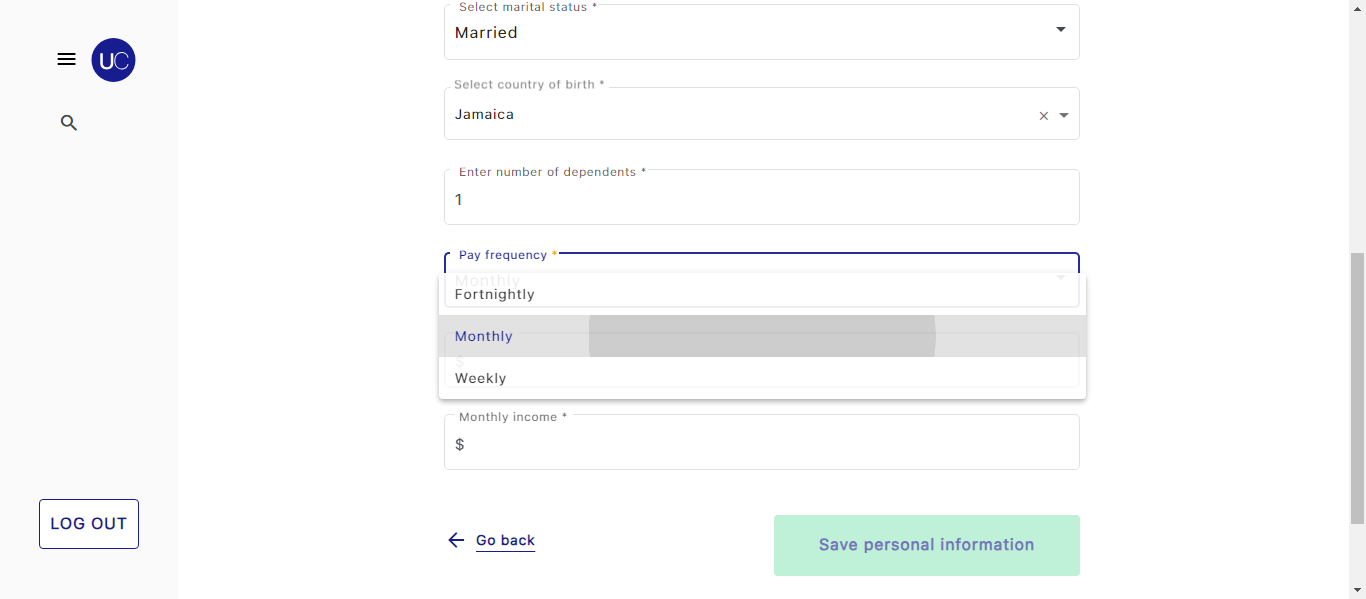 Select marital status *
Married
UC
Select country of birth *
Jamaica
Enter number of dependents *
1
Pay frequency *
Monthly
Fortnightly
Monthly
$
Weekly
Monthly income *
$
LOG OUT
Go back
Save personal information